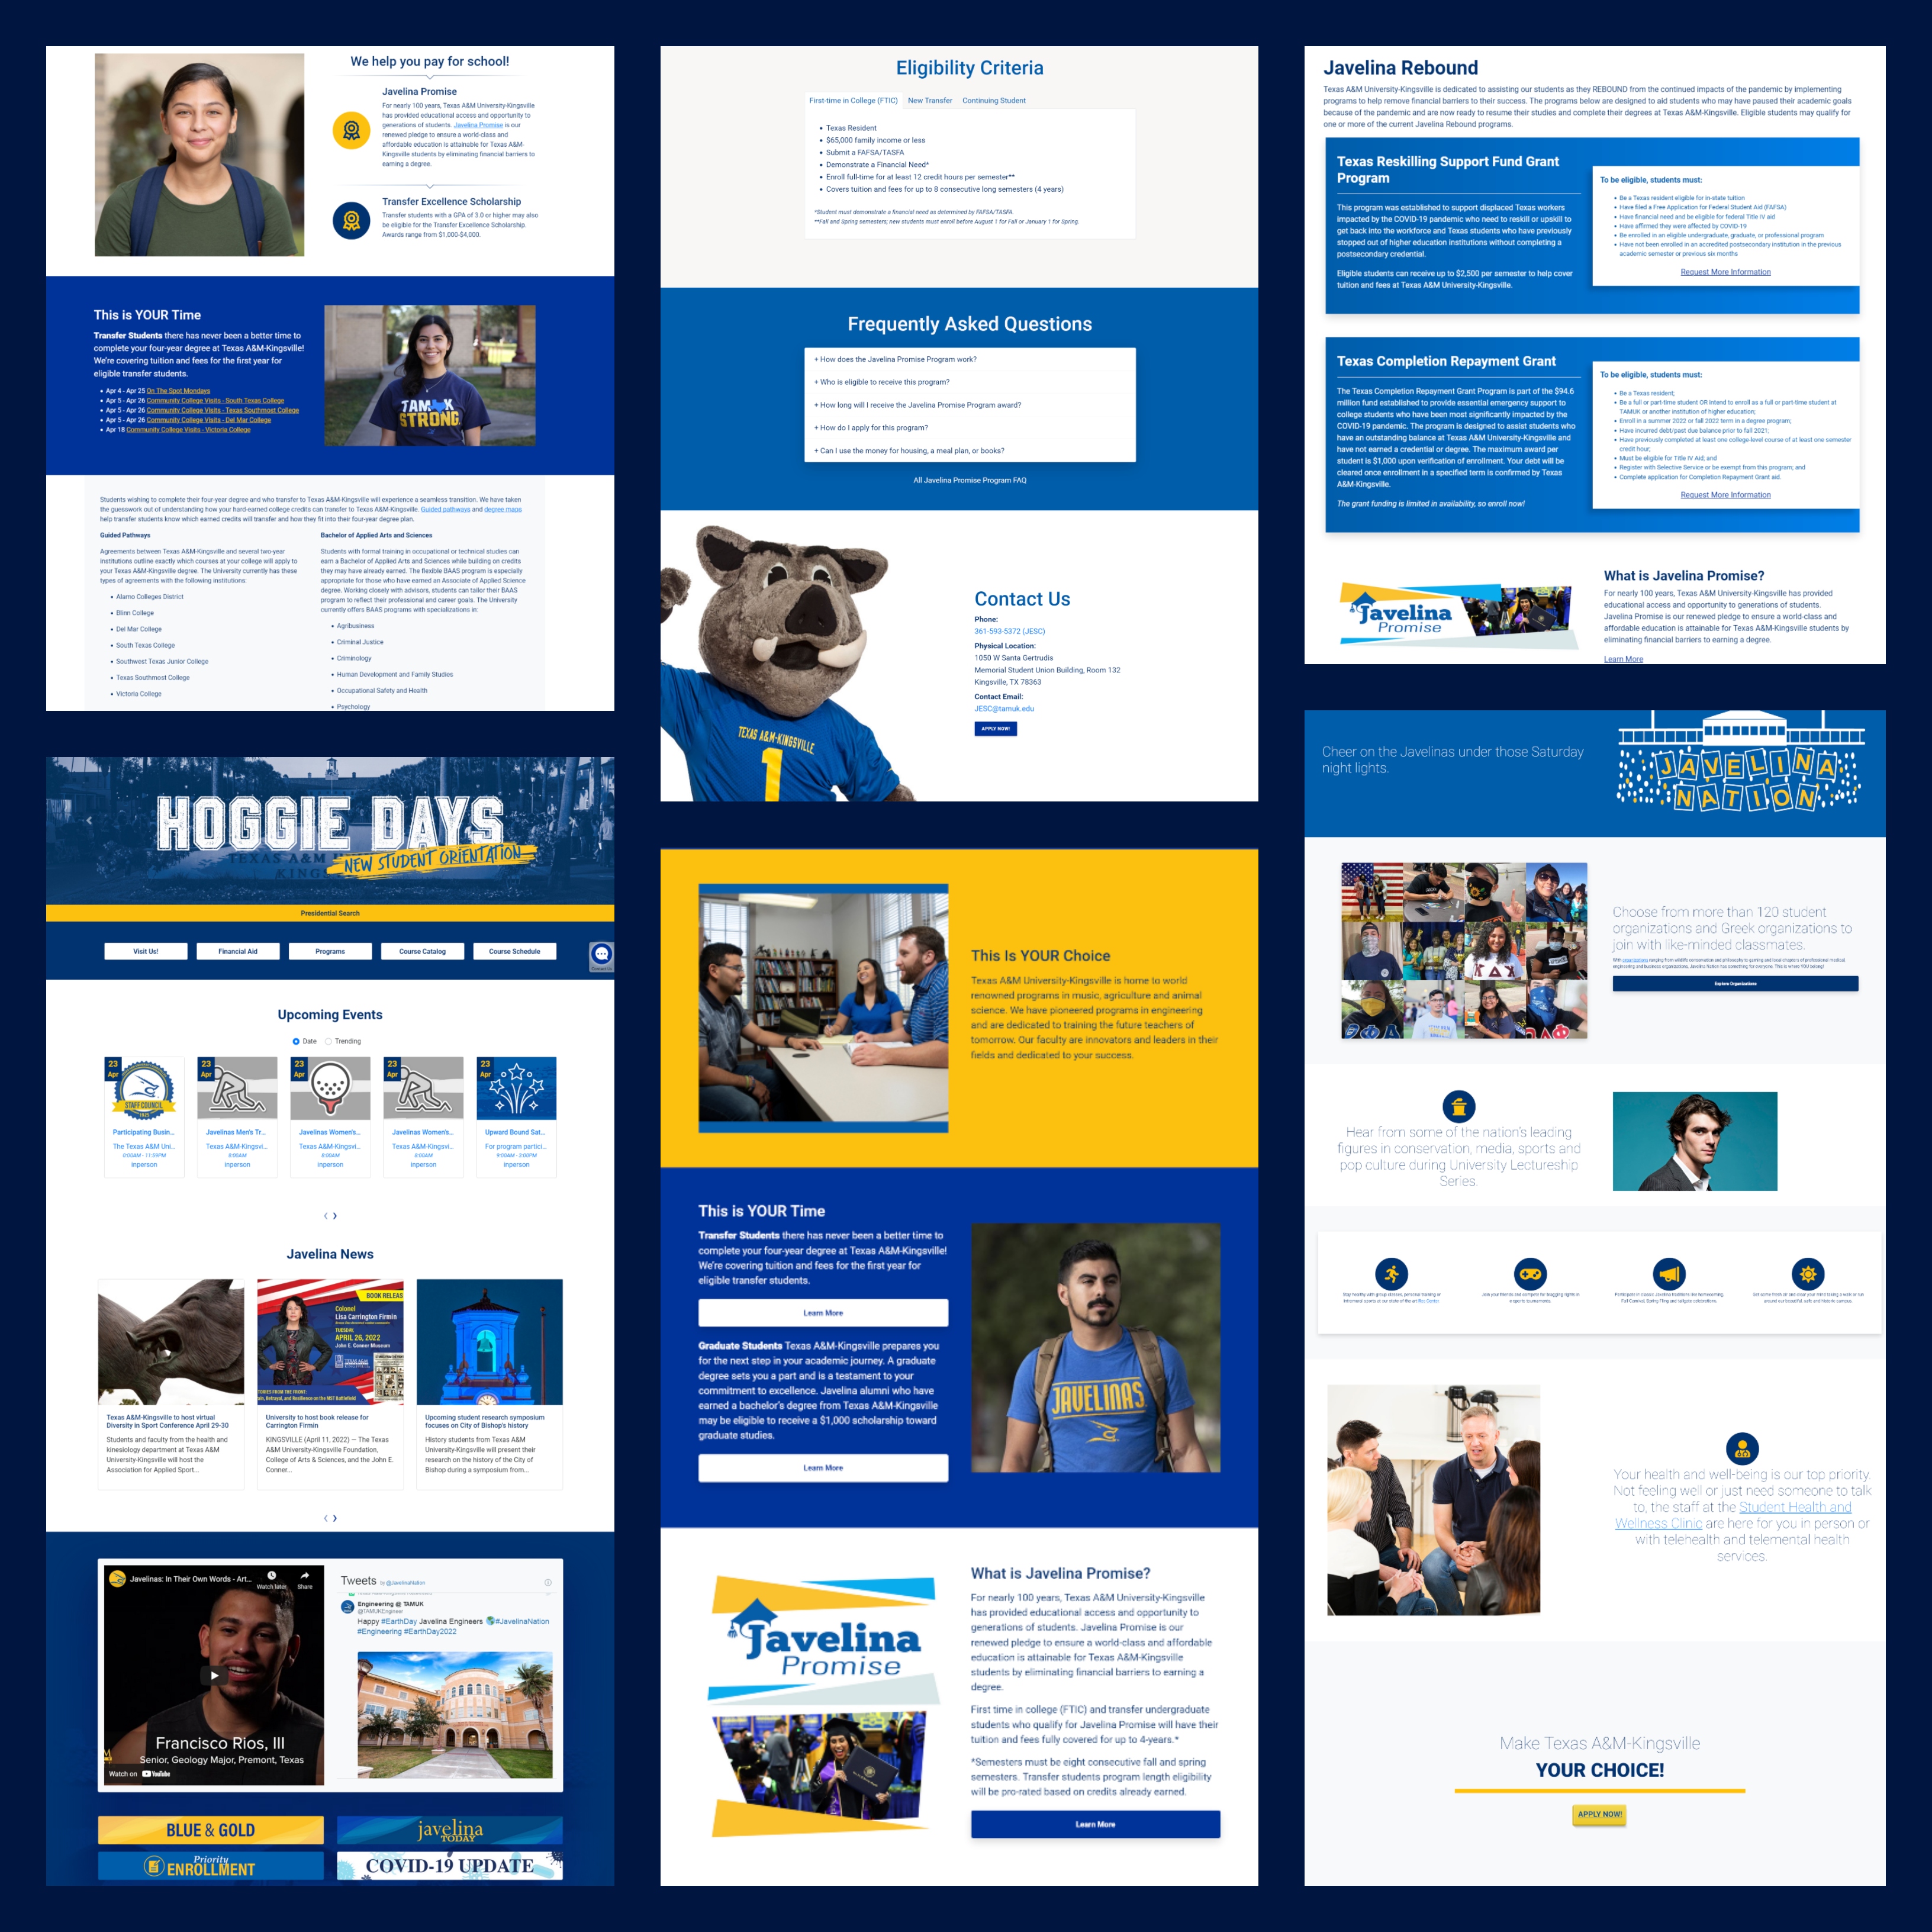 We help you pay for school!
Javelina Promise
For nearly 100 years, Texas A&M University-Kingsville
has provided educational access and opportunity to
generations of students. Javelina Promise is our
renewed pledge to ensure a world-class and
affordable education is attainable for Texas A&M-
Kingsville students by eliminating financial barriers to
earning a degree.
Transfer Excellence Scholarship
Transfer students with a GPA of 3.0 or higher may also
be eligible for the Transfer Excellence Scholarship.
Awards range from $1,000-$4,000.
This is YOUR Time
Transfer Students there has never been a better time to
complete your four-year degree at Texas A&M-Kingsville!
We're covering tuition and fees for the first year for
eligible transfer students.
• Apr 4 - Apr 25 On The Spot Mondays
• Apr 5 - Apr 26 Community College Visits - South Texas College
• Apr 5 - Apr 26 Community College Visits - Texas Southmost College
• Apr 5 - Apr 26 Community College Visits - Del Mar College
• Apr 18 Community College Visits - Victoria College
TAMUK
STRONG
Students wishing to complete their four-year degree and who transfer to Texas A&M-Kingsville will experience a seamless transition. We have taken
the guesswork out of understanding how your hard-earned college credits can transfer to Texas A&M-Kingsville. Guided pathways and degree maps
help transfer students know which earned credits will transfer and how they fit into their four-year degree plan.
Guided Pathways
Agreements between Texas A&M-Kingsville and several two-year
institutions outline exactly which courses at your college will apply to
your Texas A&M-Kingsville degree. The University currently has these
types of agreements with the following institutions:
• Alamo Colleges District
• Blinn College
• Del Mar College
• South Texas College
• Southwest Texas Junior College
• Texas Southmost College
• Victoria College
Bachelor of Applied Arts and Sciences
Students with formal training in occupational or technical studies can
earn a Bachelor of Applied Arts and Sciences while building on credits
they may have already earned. The flexible BAAS program is especially
appropriate for those who have earned an Associate of Applied Science
degree. Working closely with advisors, students can tailor their BAAS
program to reflect their professional and career goals. The University
currently offers BAAS programs with specializations in:
• Agribusiness
• Criminal Justice
• Criminology
• Human Development and Family Studies
• Occupational Safety and Health
• Psychology
HOGGIE DAYS
NEW STUDENT ORIENTATION
Presidential Search
Visit Us!
Financial Aid
Programs
Course Catalog
Course Schedule
Upcoming Events
Date
Trending
23
Apr
STAFF COUNCIL
1925
Participating Busin...
The Texas A&M Uni...
0:00AM - 11:59PM
inperson
23
Apr
Javelinas Men's Tr...
Texas A&M-Kingsvi...
8:00AM
inperson
23
Apr
Javelinas Women's...
Texas A&M-Kingsvi...
8:00AM
inperson
23
Apr
Javelinas Women's...
Texas A&M-Kingsvi...
8:00AM
inperson
23
Apr
Upward Bound Sat...
For program partici...
9:00AM - 3:00PM
inperson
Javelina News
Texas A&M-Kingsville to host virtual
Diversity in Sport Conference April 29-30
Students and faculty from the health and
kinesiology department at Texas A&M
University-Kingsville will host the
Association for Applied Sport...
BOOK RELEAS
Colonel
Lisa Carrington Firmin
TUESDAY
APRIL 26, 2022
John E. Conner Museum
TORIES FROM THE FRONT:
University to host book release for
Carrington Firmin
KINGSVILLE (April 11, 2022) — The Texas
A&M University-Kingsville Foundation,
College of Arts & Sciences, and the John E.
Conner...
Upcoming student research symposium
focuses on City of Bishop's history
History students from Texas A&M
University-Kingsville will present their
research on the history of the City of
Bishop during a symposium from...
Javelinas: In Their Own Words - Art...
Watch later
Share
Francisco Rios, III
Senior, Geology Major, Premont, Texas
Watch on YouTube
Tweets by @JavelinaNation
Engineering @ TAMUK
@TAMUKEngineer
Happy #EarthDay Javelina Engineers 🌎#JavelinaNation
#Engineering #EarthDay2022
BLUE & GOLD
javelina
TODAY
Priority
ENROLLMENT
COVID-19 UPDATE
Eligibility Criteria
First-time in College (FTIC)
New Transfer
Continuing Student
• Texas Resident
• $65,000 family income or less
• Submit a FAFSA/TASFA
• Demonstrate a Financial Need*
• Enroll full-time for at least 12 credit hours per semester**
• Covers tuition and fees for up to 8 consecutive long semesters (4 years)
*Student must demonstrate a financial need as determined by FAFSA/TASFA.
**Fall and Spring semesters, new students must enroll before August 1 for Fall or January 1 for Spring.
Frequently Asked Questions
+ How does the Javelina Promise Program work?
+ Who is eligible to receive this program?
+ How long will I receive the Javelina Promise Program award?
+ How do I apply for this program?
+ Can I use the money for housing, a meal plan, or books?
All Javelina Promise Program FAQ
TEXAS A&M-KINGSVILLE
1
Contact Us
Phone:
361-593-5372 (JESC)
Physical Location:
1050 W Santa Gertrudis
Memorial Student Union Building, Room 132
Kingsville, TX 78363
Contact Email:
JESC@tamuk.edu
APPLY NOW!
This Is YOUR Choice
Texas A&M University-Kingsville is home to world
renowned programs in music, agriculture and animal
science. We have pioneered programs in engineering
and are dedicated to training the future teachers of
tomorrow. Our faculty are innovators and leaders in their
fields and dedicated to your success.
This is YOUR Time
Transfer Students there has never been a better time to
complete your four-year degree at Texas A&M-Kingsville!
We're covering tuition and fees for the first year for
eligible transfer students.
Learn More
Graduate Students Texas A&M-Kingsville prepares you
for the next step in your academic journey. A graduate
degree sets you a part and is a testament to your
commitment to excellence. Javelina alumni who have
earned a bachelor's degree from Texas A&M-Kingsville
may be eligible to receive a $1,000 scholarship toward
graduate studies.
Learn More
JAVELINAS
Javelina
Promise
What is Javelina Promise?
For nearly 100 years, Texas A&M University-Kingsville
has provided educational access and opportunity to
generations of students. Javelina Promise is our
renewed pledge to ensure a world-class and affordable
education is attainable for Texas A&M-Kingsville
students by eliminating financial barriers to earning a
degree.
First time in college (FTIC) and transfer undergraduate
students who qualify for Javelina Promise will have their
tuition and fees fully covered for up to 4-years.*
*Semesters must be eight consecutive fall and spring
semesters. Transfer students program length eligibility
will be pro-rated based on credits already earned.
Learn More
Javelina Rebound
Texas A&M University-Kingsville is dedicated to assisting our students as they REBOUND from the continued impacts of the pandemic by implementing
programs to help remove financial barriers to their success. The programs below are designed to aid students who may have paused their academic goals
because of the pandemic and are now ready to resume their studies and complete their degrees at Texas A&M-Kingsville. Eligible students may qualify for
one or more of the current Javelina Rebound programs.
Texas Reskilling Support Fund Grant
Program
This program was established to support displaced Texas workers
impacted by the COVID-19 pandemic who need to reskill or upskill to
get back into the workforce and Texas students who have previously
stopped out of higher education institutions without completing a
postsecondary credential.
Eligible students can receive up to $2,500 per semester to help cover
tuition and fees at Texas A&M University-Kingsville.
To be eligible, students must:
• Be a Texas resident eligible for in-state tuition
• Have filed a Free Application for Federal Student Aid (FAFSA)
• Have financial need and be eligible for federal Title IV aid
• Have affirmed they were affected by COVID-19
• Be enrolled in an eligible undergraduate, graduate, or professional program
• Have not been enrolled in an accredited postsecondary institution in the previous
academic semester or previous six months
Request More Information
Texas Completion Repayment Grant
The Texas Completion Repayment Grant Program is part of the $94.6
million fund established to provide essential emergency support to
college students who have been most significantly impacted by the
COVID-19 pandemic. The program is designed to assist students who
have an outstanding balance at Texas A&M University-Kingsville and
have not earned a credential or degree. The maximum award per
student is $1,000 upon verification of enrollment. Your debt will be
cleared once enrollment in a specified term is confirmed by Texas
A&M-Kingsville.
The grant funding is limited in availability, so enroll now!
To be eligible, students must:
• Be a Texas resident;
• Be a full or part-time student OR intend to enroll as a full or part-time student at
TAMUK or another institution of higher education;
• Enroll in a summer 2022 or fall 2022 term in a degree program;
• Have incurred debt/past due balance prior to fall 2021;
• Have previously completed at least one college-level course of at least one semester
credit hour;
• Must be eligible for Title IV Aid; and
• Register with Selective Service or be exempt from this program; and
• Complete application for Completion Repayment Grant aid.
Request More Information
Javelina
Promise
What is Javelina Promise?
For nearly 100 years, Texas A&M University-Kingsville has provided
educational access and opportunity to generations of students.
Javelina Promise is our renewed pledge to ensure a world-class and
affordable education is attainable for Texas A&M-Kingsville students by
eliminating financial barriers to earning a degree.
Learn More
Cheer on the Javelinas under those Saturday
night lights.
JAVELINA
NATION
Choose from more than 120 student
organizations and Greek organizations to
join with like-minded classmates.
Explore Organizations
Hear from some of the nation's leading
figures in conservation, media, sports and
pop culture during University Lectureship
Series.
Your health and well-being is our top priority.
Not feeling well or just need someone to talk
to, the staff at the Student Health and
Wellness Clinic are here for you in person or
with telehealth and telemental health
services.
Make Texas A&M-Kingsville
YOUR CHOICE!
APPLY NOW!